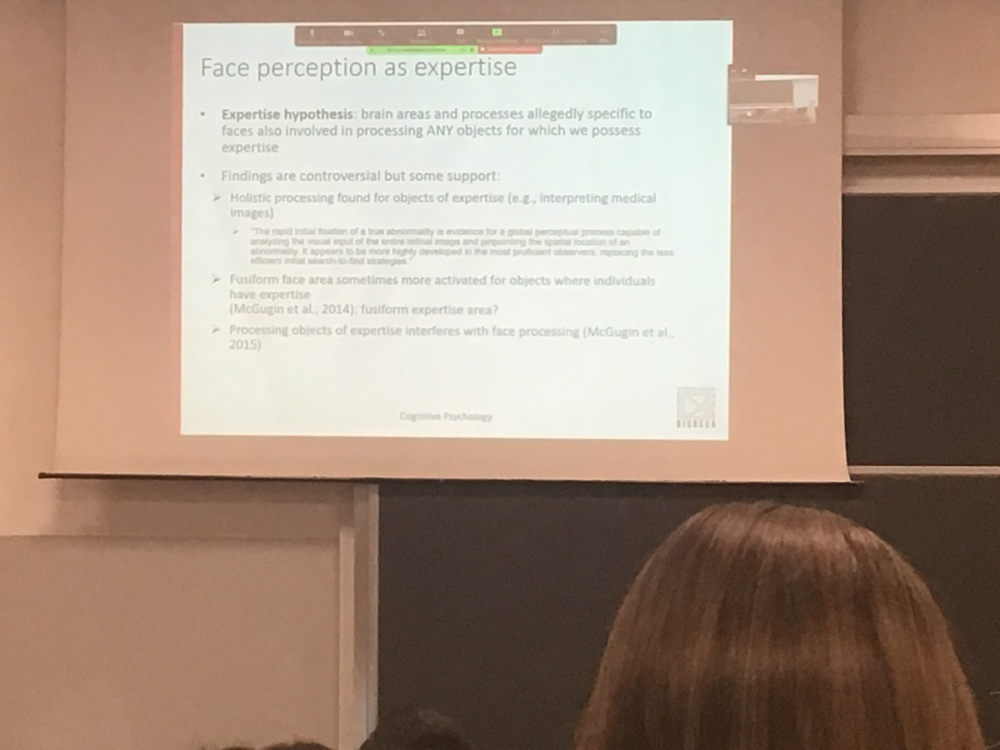 Face perception as expertise
• Expertise hypothesis: brain areas and processes allegedly specific to
faces also involved in processing ANY objects for which we possess
expertise
• Findings are controversial but some support:
➢ Holistic processing found for objects of expertise (e.g., interpreting medical
images)
➢ "The rapid initial fixation of a true abnormality is evidence for a global perceptual process capable of
analyzing the visual input of the entire retinal image and pinpointing the spatial location of an
abnormality. It appears to be more highly developed in the most proficient observers, replacing the less
efficient initial search-to-find strategies."
➢ Fusiform face area sometimes more activated for objects where individuals
have expertise
(McGugin et al., 2014): fusiform expertise area?
➢ Processing objects of expertise interferes with face processing (McGugin et al.,
2015)
Cognitive Psychology
BICOCCA